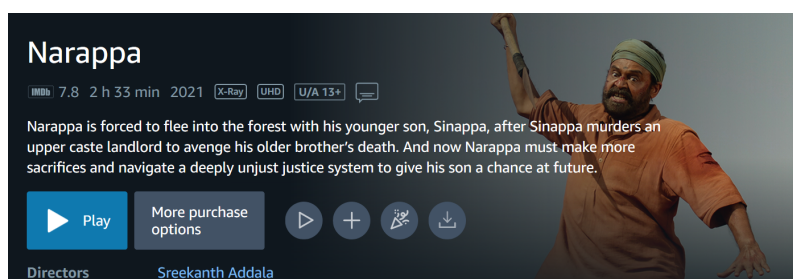 Narappa
IMDb 7.8 2 h 33 min 2021 X-Ray UHD U/A 13+
Narappa is forced to flee into the forest with his younger son, Sinappa, after Sinappa murders an
upper caste landlord to avenge his older brother’s death. And now Narappa must make more
sacrifices and navigate a deeply unjust justice system to give his son a chance at future.
Play
More purchase
options
Directors Sreekanth Addala